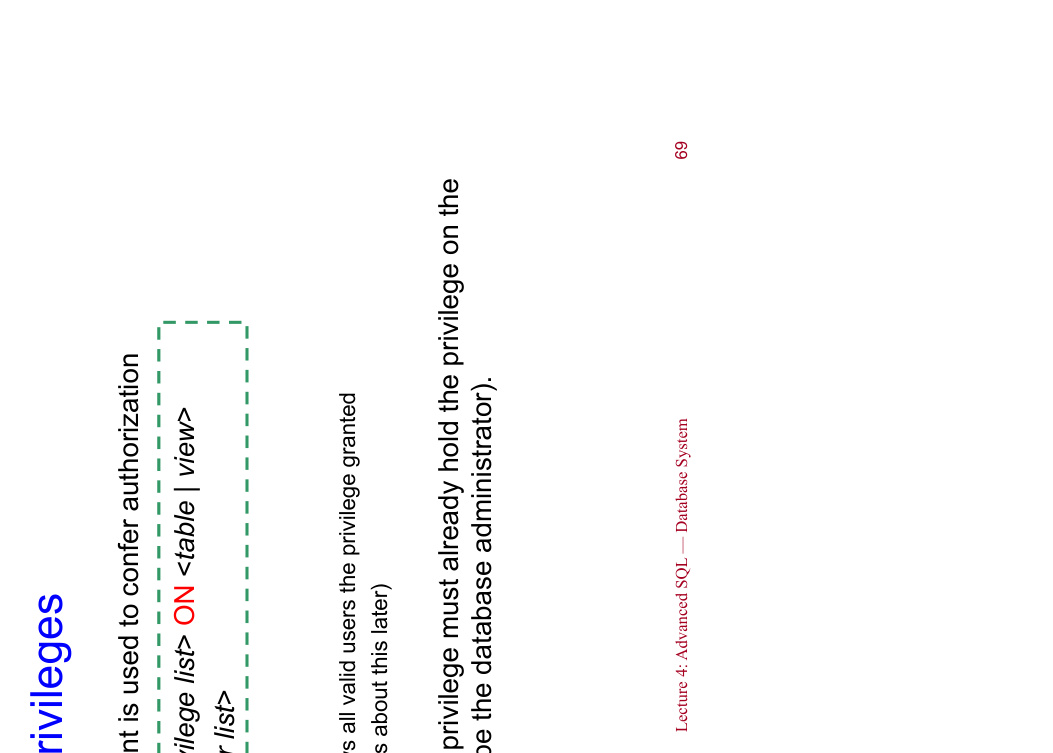 rivileges
nt is used to confer authorization
vilege list> ON <table | view>
r list>
s all valid users the privilege granted
s about this later)
privilege must already hold the privilege on the
be the database administrator).
Lecture 4: Advanced SQL — Database System
69